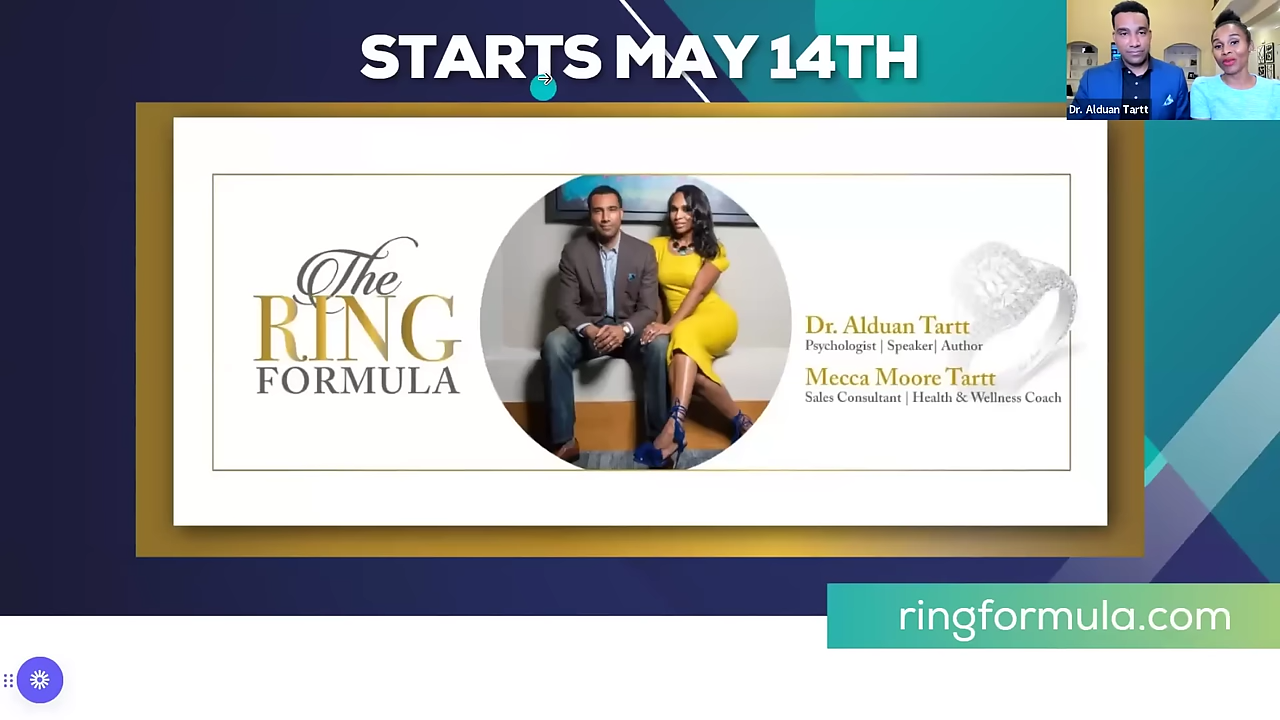 STARTS MAY 14TH
Dr. Alduan Tartt
The
RING
FORMULA
Dr. Alduan Tartt
Psychologist | Speaker| Author
Mecca Moore Tartt
Sales Consultant | Health & Wellness Coach
ringformula.com